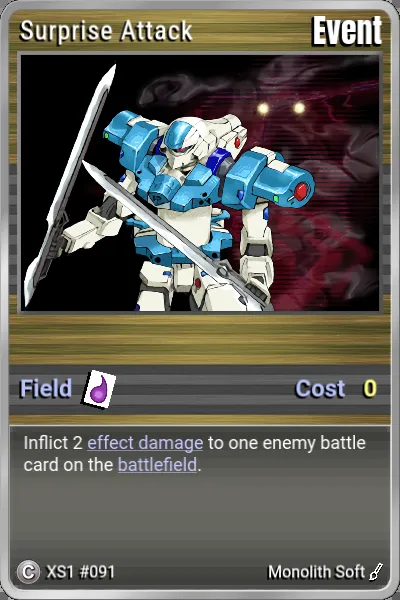 Surprise Attack Event
Field Cost 0
Inflict 2 effect damage to one enemy battle
card on the battlefield.
C XS1 #091 Monolith Soft